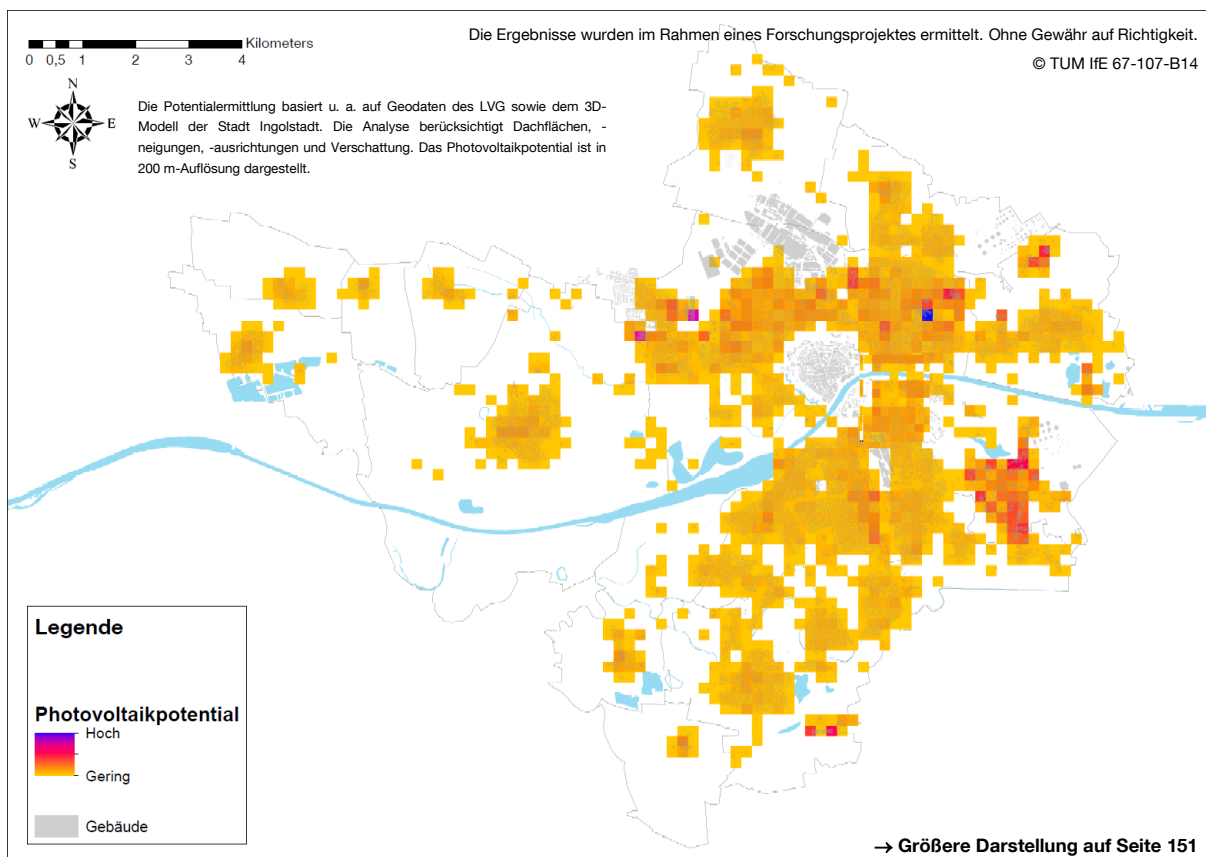 Die Ergebnisse wurden im Rahmen eines Forschungsprojektes ermittelt. Ohne Gewähr auf Richtigkeit.
© TUM IfE 67-107-B14
Kilometers
0 0,5 1 2 3 4
N
W E
S
Die Potentialermittlung basiert u. a. auf Geodaten des LVG sowie dem 3D-
Modell der Stadt Ingolstadt. Die Analyse berücksichtigt Dachflächen, -
neigungen, -ausrichtungen und Verschattung. Das Photovoltaikpotential ist in
200 m-Auflösung dargestellt.
Legende
Photovoltaikpotential
Hoch
Gering
Gebäude
→ Größere Darstellung auf Seite 151